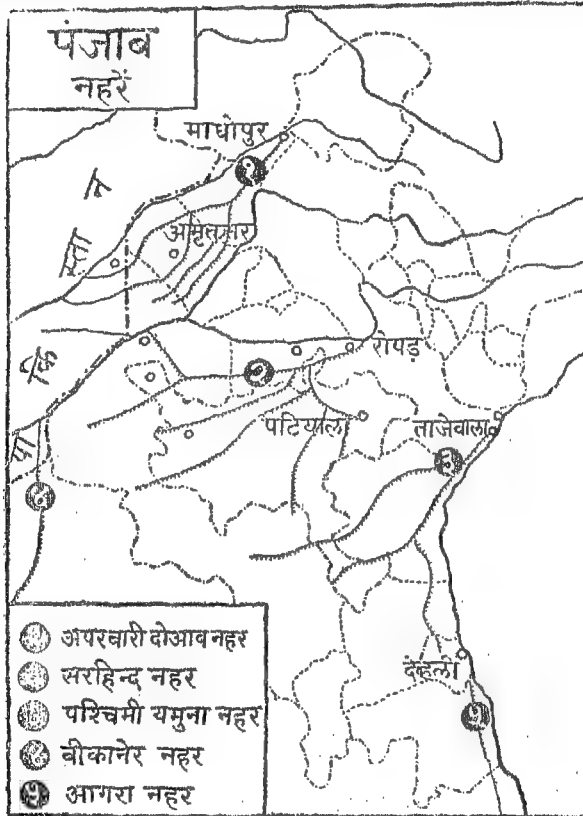 पंजाब
नहरें
माधोपुर
अमृतसर
पाकिस्तान
रोपड़
पटियाला
ताजेवाला
देहली
अपरबारी दोआब नहर
सरहिन्द नहर
पश्चिमी यमुना नहर
बीकानेर नहर
आगरा नहर